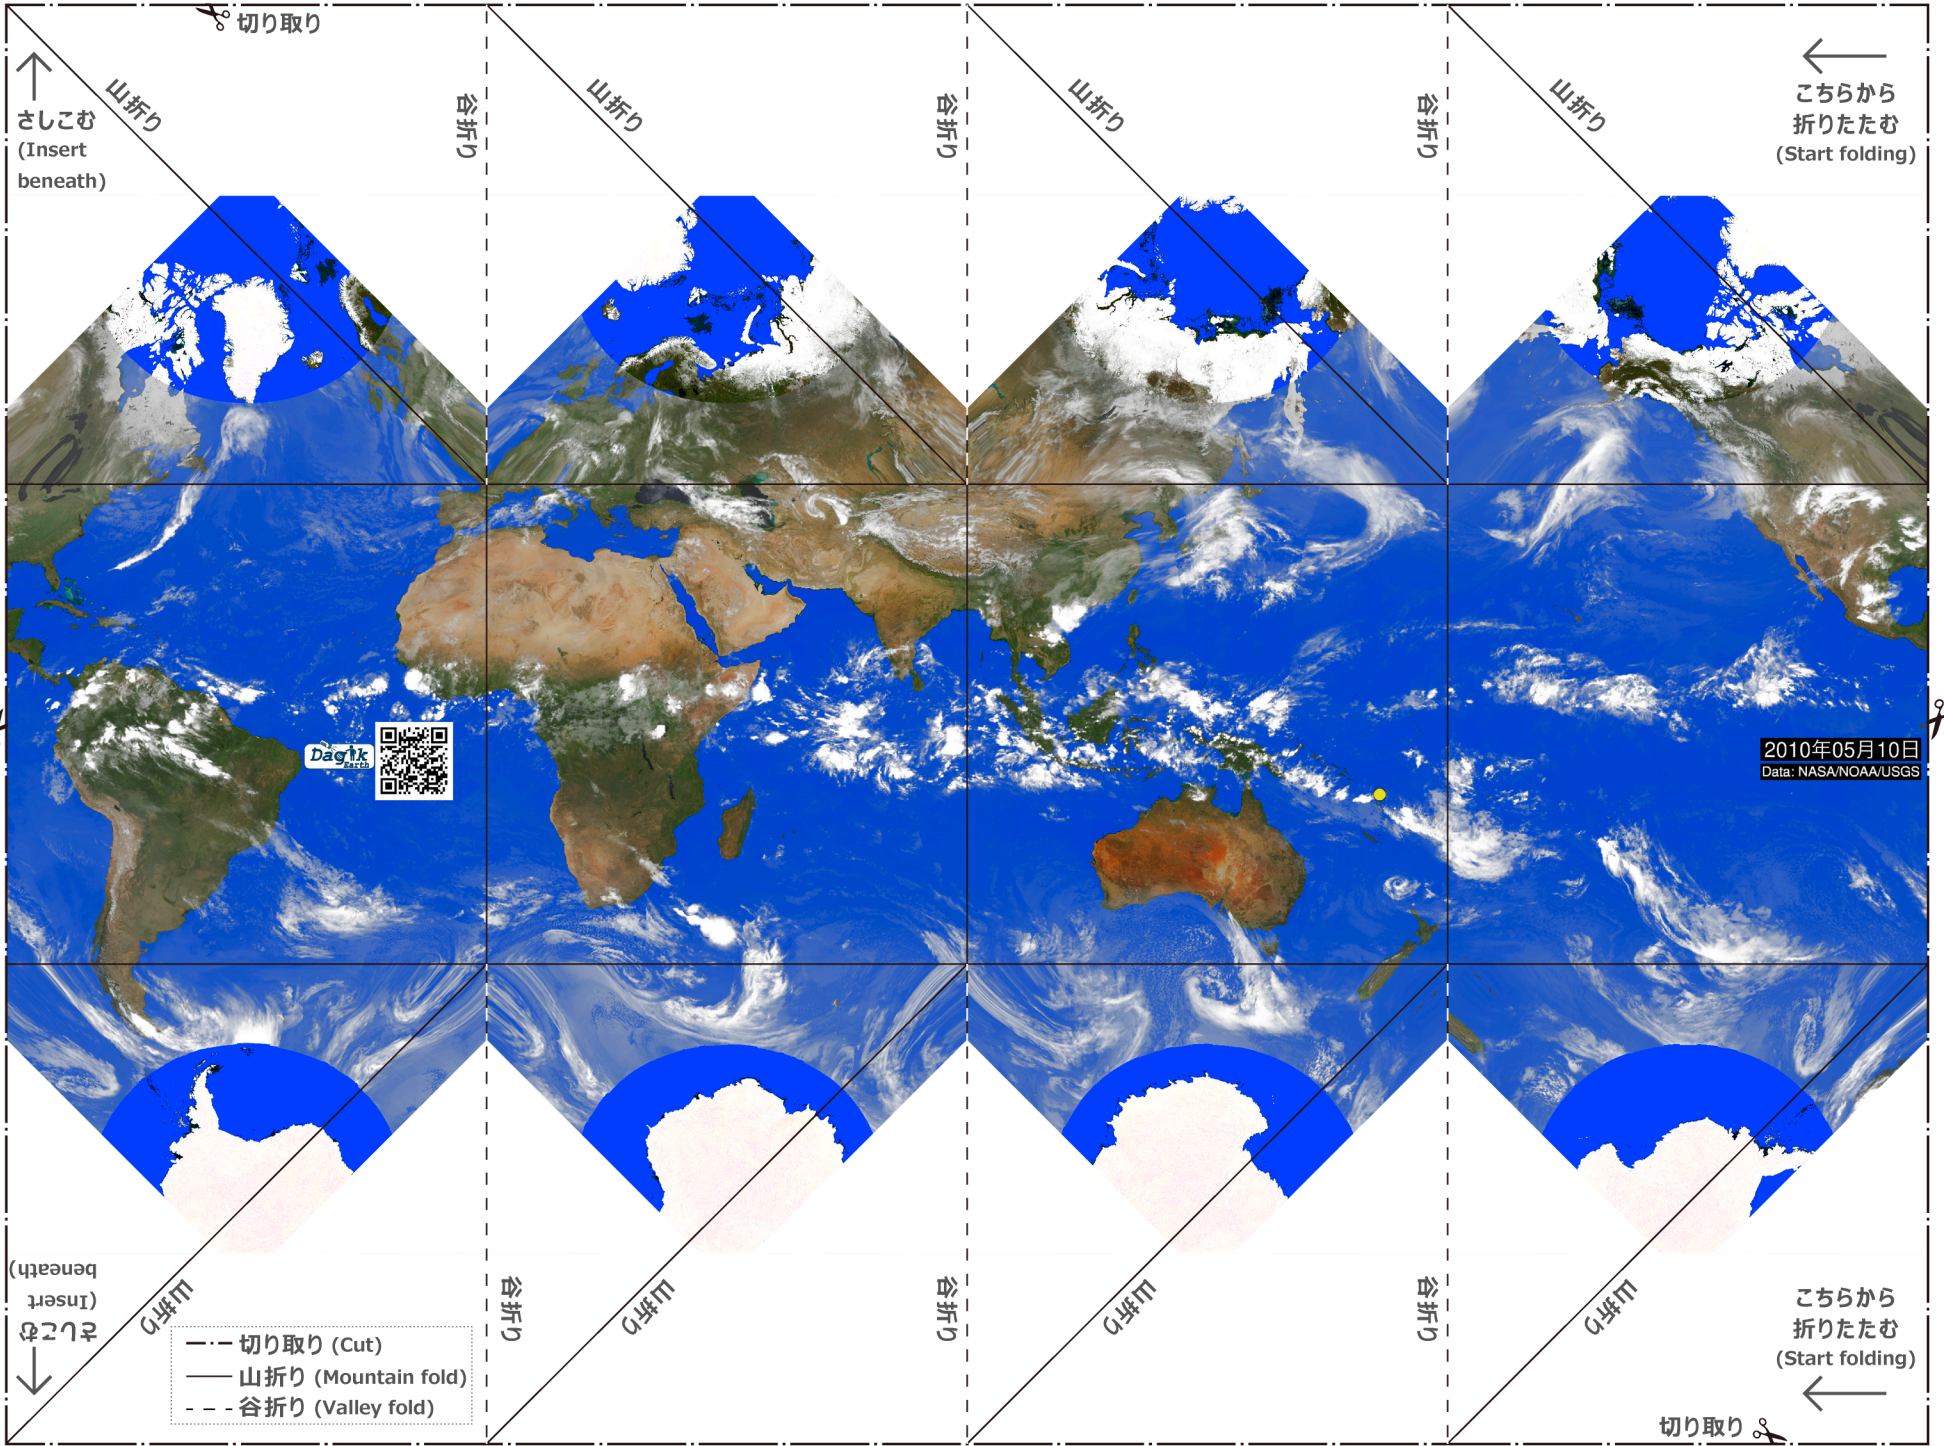 切り取り
さしこむ
(Insert
beneath)
山折り
谷折り
山折り
谷折り
山折り
谷折り
山折り
こちらから
折りたたむ
(Start folding)
Dagik
Earth
2010年05月10日
Data: NASA/NOAA/USGS
さしこむ
(Insert
beneath)
山折り
谷折り
山折り
谷折り
山折り
谷折り
山折り
こちらから
折りたたむ
(Start folding)
切り取り (Cut)
山折り (Mountain fold)
谷折り (Valley fold)
切り取り